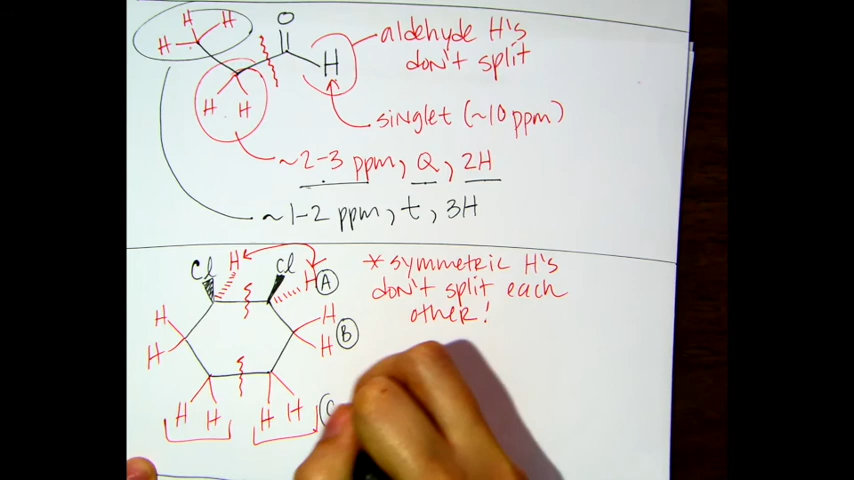 H H
H
O
H
H H
aldehyde H's
don't split
singlet (~10 ppm)
~2-3 ppm, Q, 2H
~1-2 ppm, t, 3H
Cl H Cl
H A
H H
H H B
H H H H
C
* symmetric H's
don't split each
other!